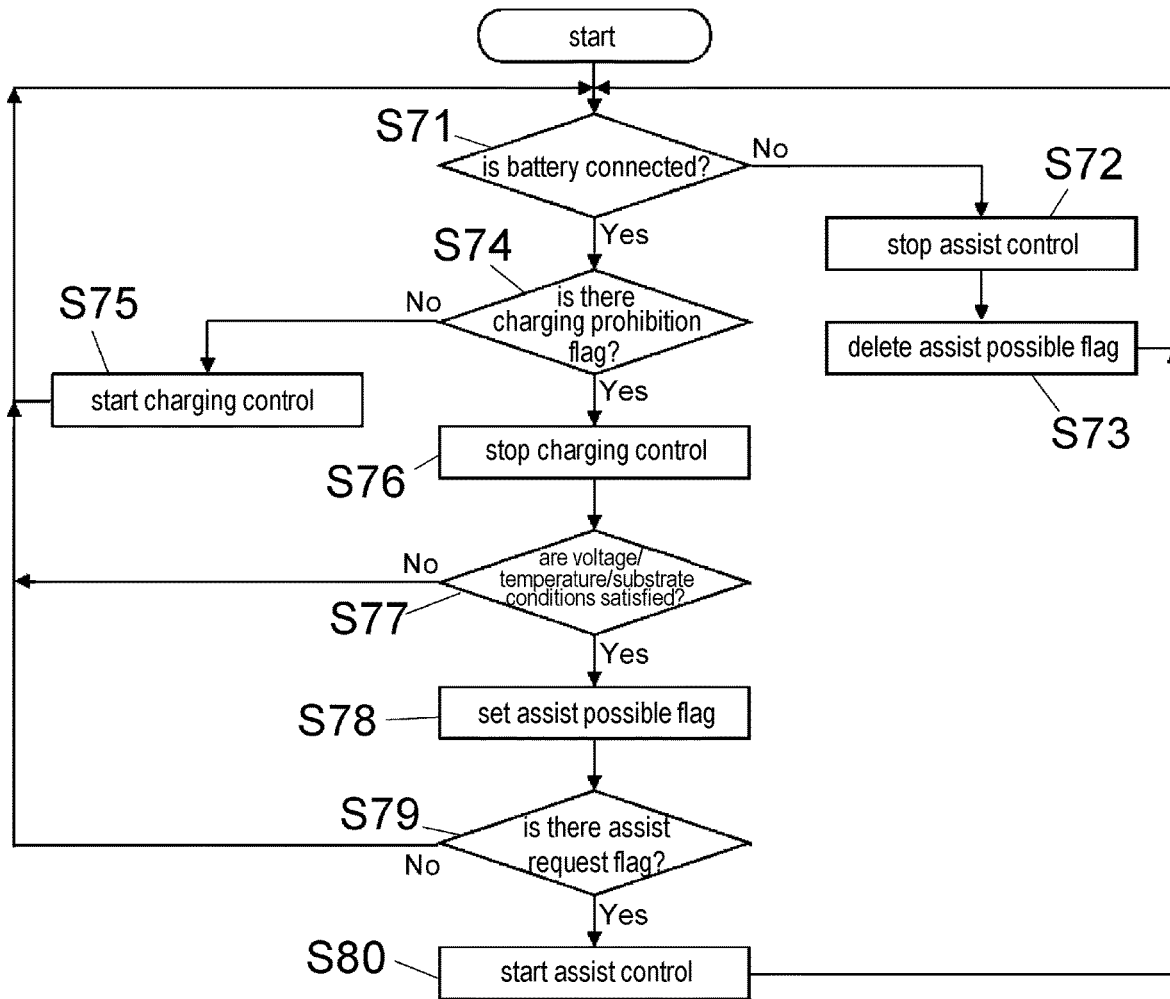 start
S71
is battery connected?
No
S72
Yes
stop assist control
S74
is there
charging prohibition
flag?
No
S75
delete assist possible flag
S73
Yes
start charging control
stop charging control
S76
No
are voltage/
temperature/substrate
conditions satisfied?
S77
Yes
set assist possible flag
S78
S79
is there assist
request flag?
No
Yes
start assist control
S80